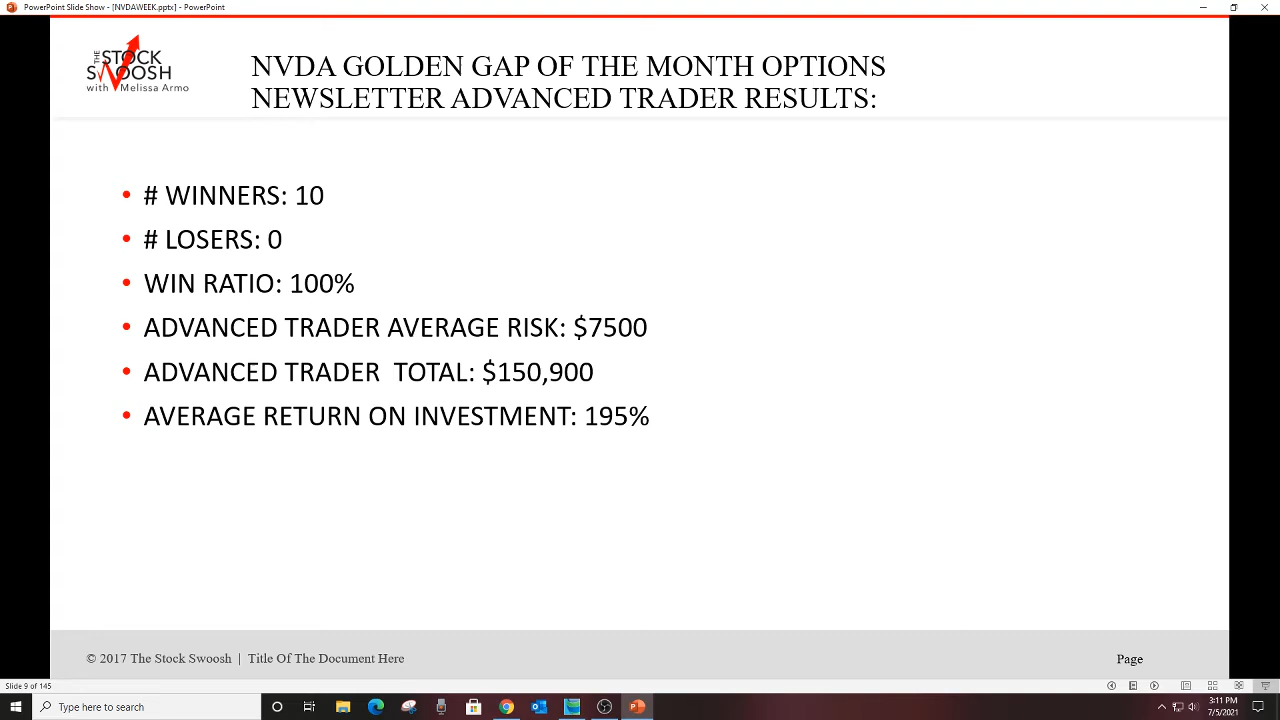 PowerPoint Slide Show - [NVDAWEEK.pptx] - PowerPoint
THE STOCK
SWOOSH
with Melissa Armo
NVDA GOLDEN GAP OF THE MONTH OPTIONS
NEWSLETTER ADVANCED TRADER RESULTS:
• # WINNERS: 10
• # LOSERS: 0
• WIN RATIO: 100%
• ADVANCED TRADER AVERAGE RISK: $7500
• ADVANCED TRADER  TOTAL: $150,900
• AVERAGE RETURN ON INVESTMENT: 195%
© 2017 The Stock Swoosh | Title Of The Document Here
Page
Slide 9 of 145
Type here to search
3:11 PM
7/5/2021